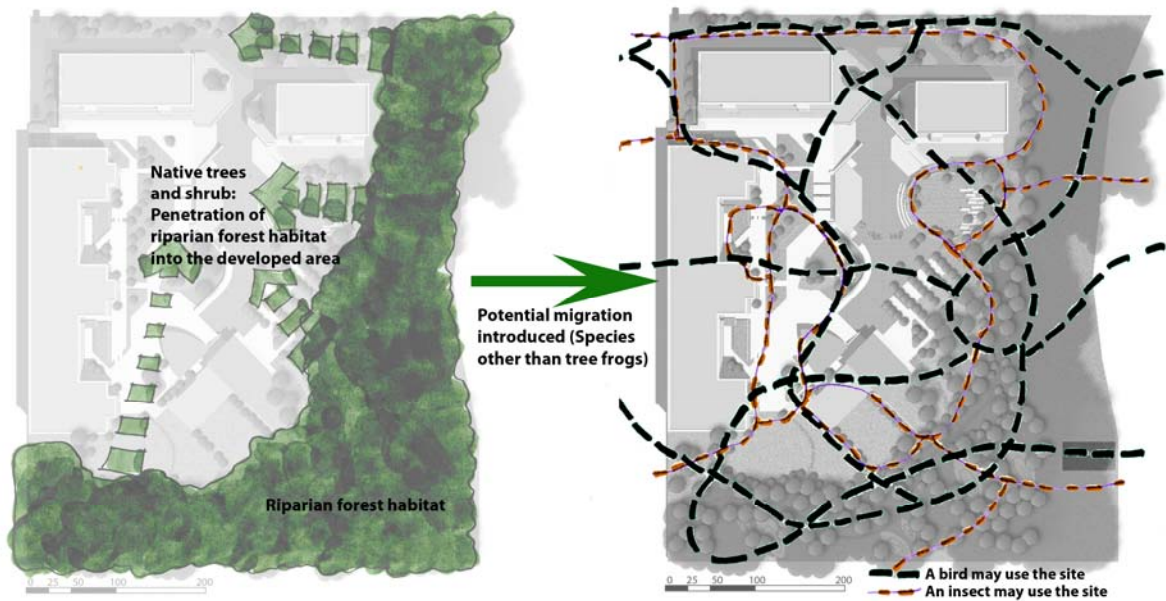 Native trees
and shrub:
Penetration of
riparian forest habitat
into the developed area
Riparian forest habitat
0 25 50 100 200
Potential migration
introduced (Species
other than tree frogs)
0 25 50 100 200
A bird may use the site
An insect may use the site